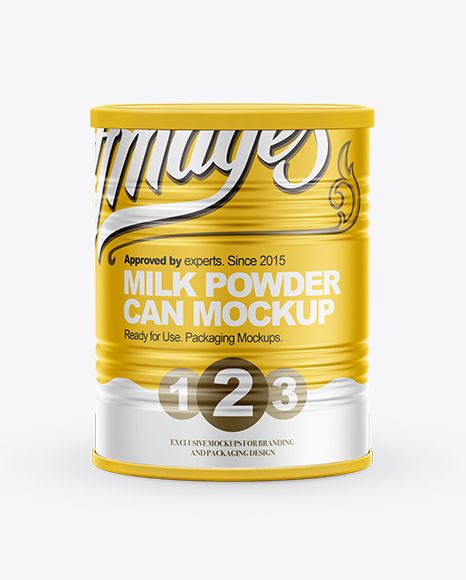 Images
Approved by experts. Since 2015
MILK POWDER
CAN MOCKUP
Ready for Use. Packaging Mockups.
1 2 3
EXCLUSIVE MOCKUPS FOR BRANDING
AND PACKAGING DESIGN